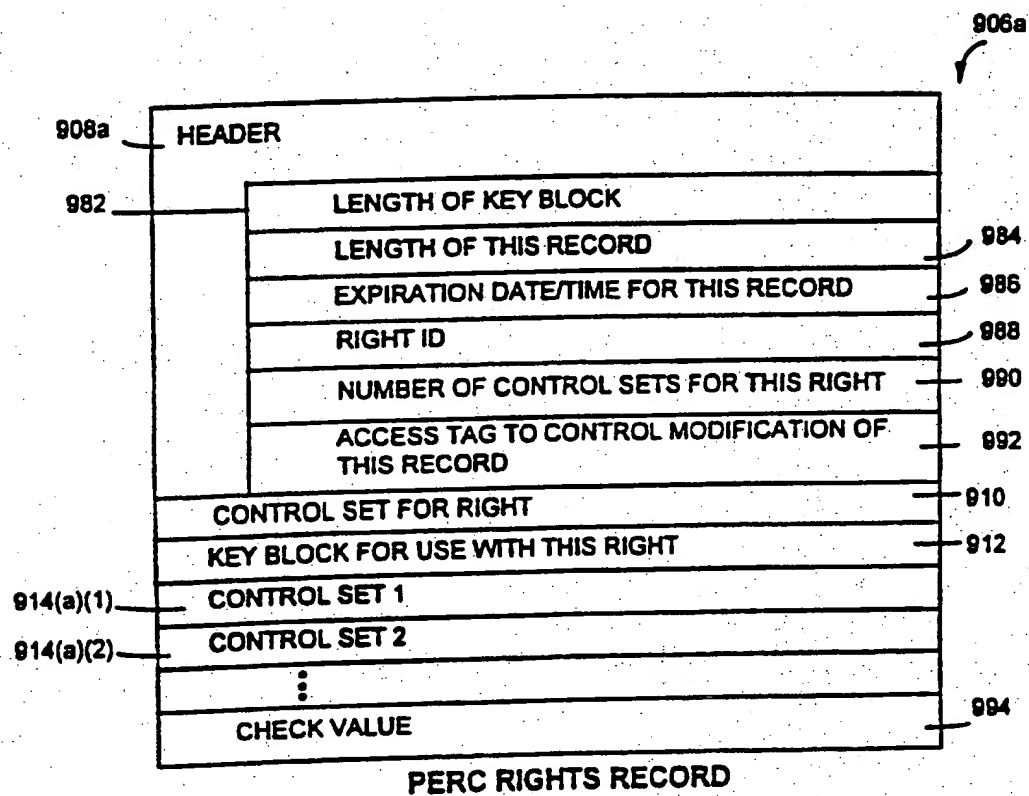 906a
908a HEADER
982 LENGTH OF KEY BLOCK
LENGTH OF THIS RECORD 984
EXPIRATION DATE/TIME FOR THIS RECORD 986
RIGHT ID 988
NUMBER OF CONTROL SETS FOR THIS RIGHT 990
ACCESS TAG TO CONTROL MODIFICATION OF 992
THIS RECORD
CONTROL SET FOR RIGHT 910
KEY BLOCK FOR USE WITH THIS RIGHT 912
914(a)(1) CONTROL SET 1
914(a)(2) CONTROL SET 2
CHECK VALUE 994
PERC RIGHTS RECORD